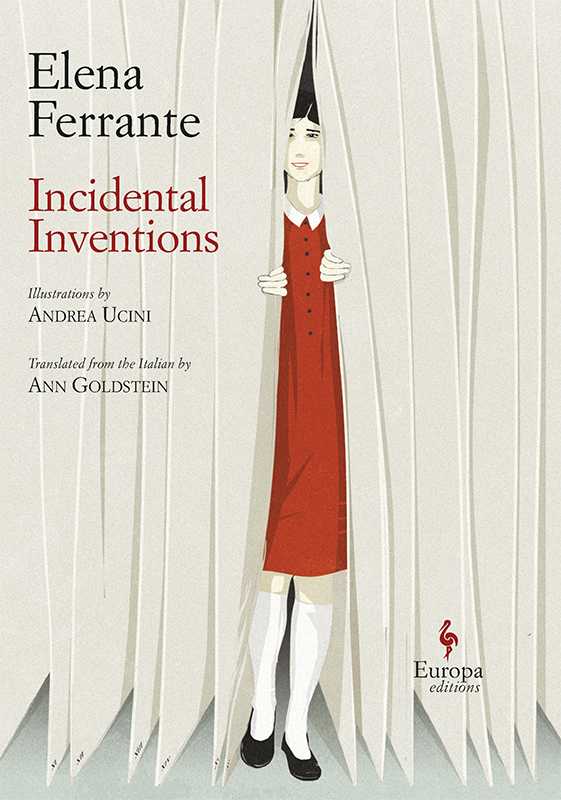 Elena
Ferrante
Incidental
Inventions
Illustrations by
ANDREA UCINI
Translated from the Italian by
ANN GOLDSTEIN
Europa
editions